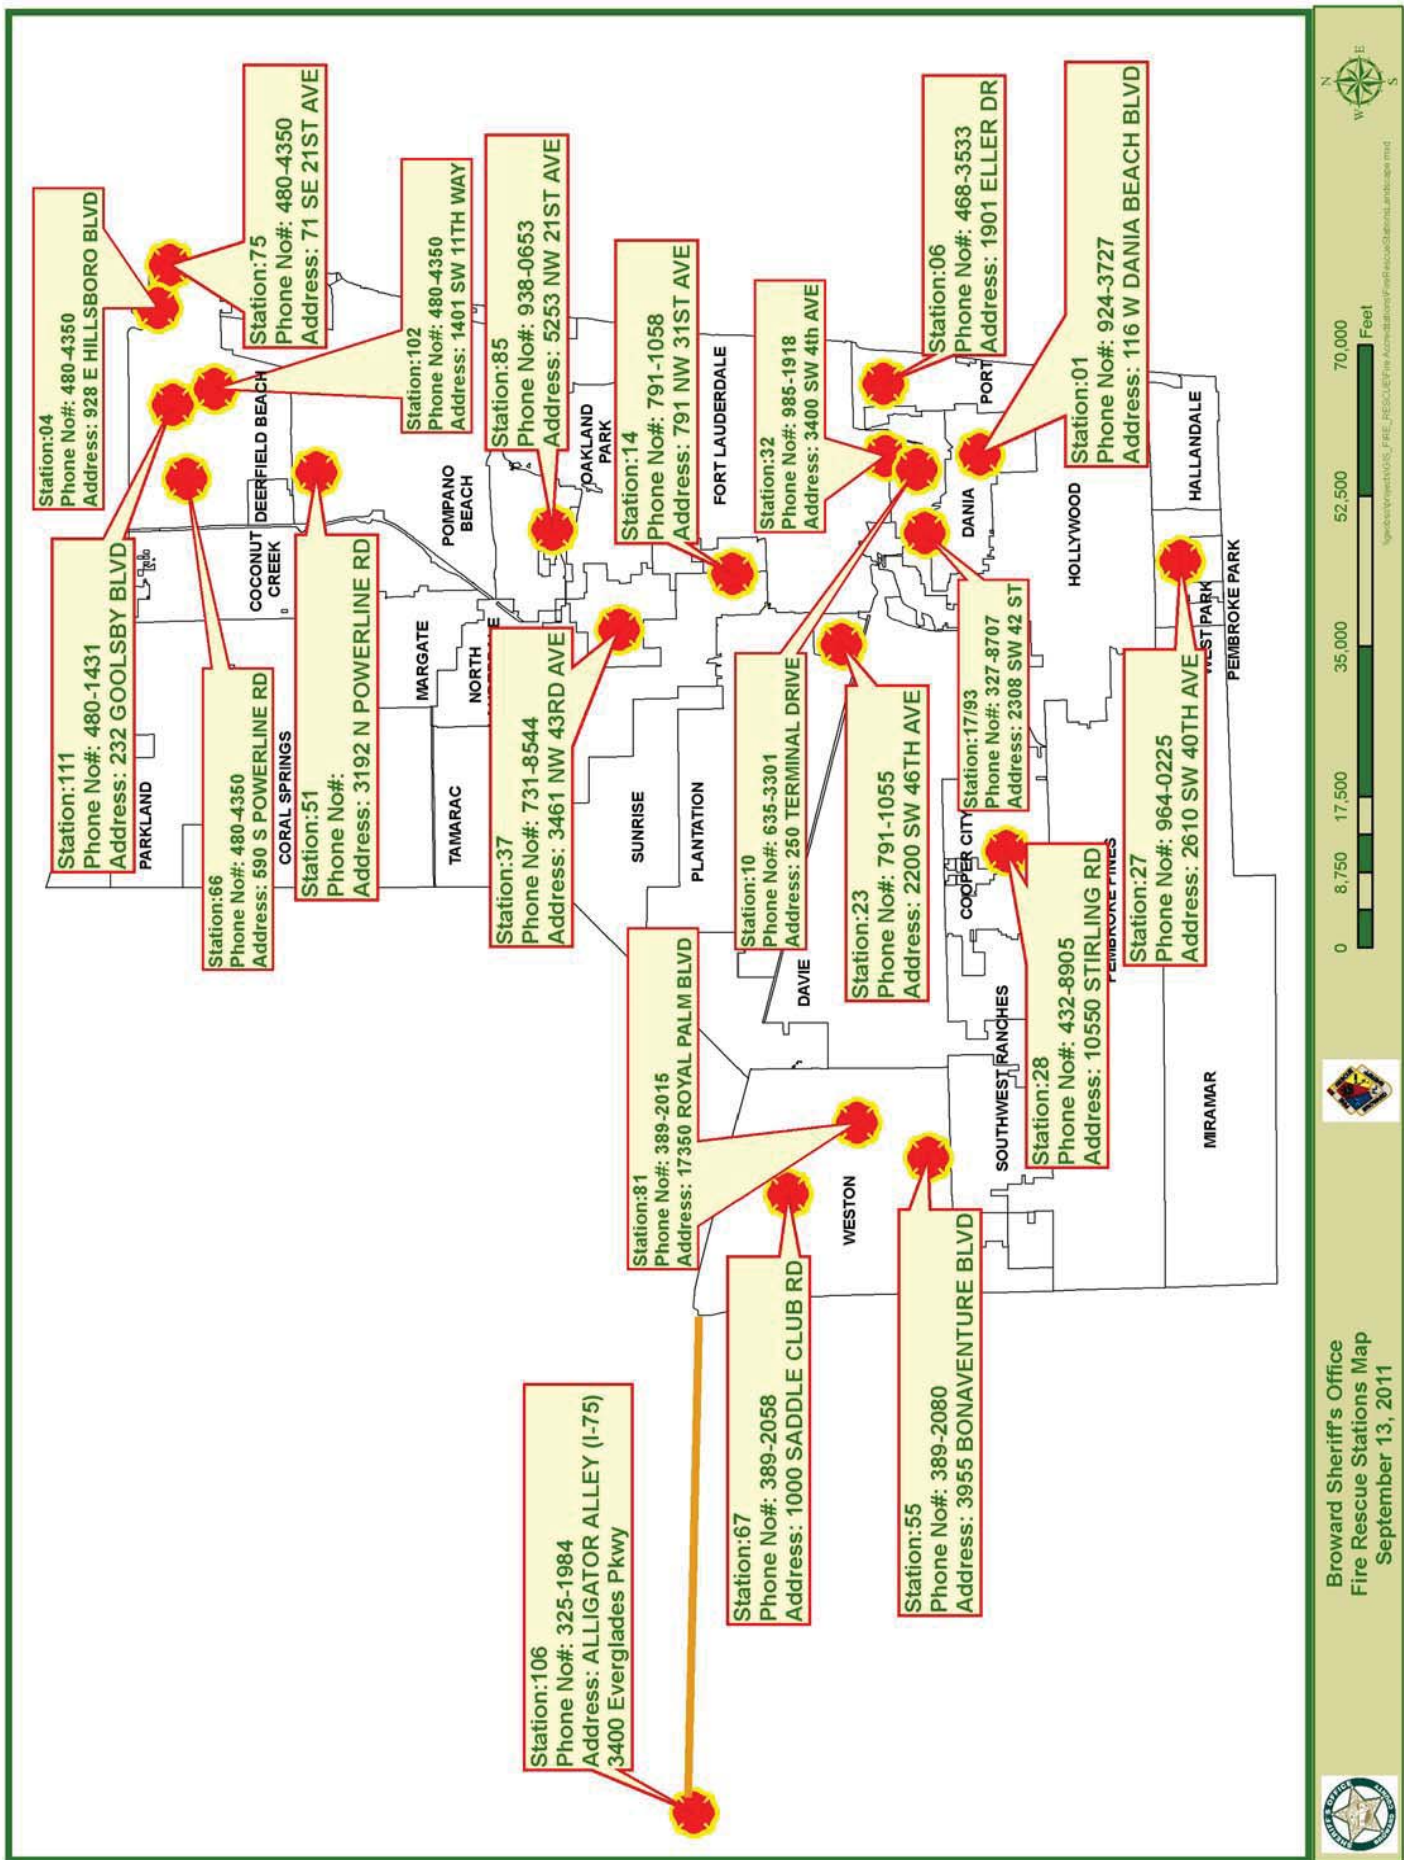 Station:04
Phone No#: 480-4350
Address: 928 E HILLSBORO BLVD
Station:111
Phone No#: 480-1431
Address: 232 GOOLSBY BLVD
Station:75
Phone No#: 480-4350
Address: 71 SE 21ST AVE
PARKLAND
Station:66
Phone No#: 480-4350
Address: 590 S POWERLINE RD
COCONUT
CREEK
DEERFIELD BEACH
CORAL SPRINGS
Station:51
Phone No#:
Address: 3192 N POWERLINE RD
Station:102
Phone No#: 480-4350
Address: 1401 SW 11TH WAY
MARGATE
POMPANO
BEACH
TAMARAC
NORTH
Station:85
Phone No#: 938-0653
Address: 5253 NW 21ST AVE
Station:37
Phone No#: 731-8544
Address: 3461 NW 43RD AVE
OAKLAND
PARK
Station:106
Phone No#: 325-1984
Address: ALLIGATOR ALLEY (I-75)
3400 Everglades Pkwy
Station:14
Phone No#: 791-1058
Address: 791 NW 31ST AVE
SUNRISE
Station:81
Phone No#: 389-2015
Address: 17350 ROYAL PALM BLVD
PLANTATION
FORT LAUDERDALE
Station:67
Phone No#: 389-2058
Address: 1000 SADDLE CLUB RD
Station:10
Phone No#: 635-3301
Address: 250 TERMINAL DRIVE
Station:32
Phone No#: 985-1918
Address: 3400 SW 4th AVE
DAVIE
WESTON
Station:23
Phone No#: 791-1055
Address: 2200 SW 46TH AVE
Station:06
Phone No#: 468-3533
Address: 1901 ELLER DR
Station:55
Phone No#: 389-2080
Address: 3955 BONAVENTURE BLVD
COOPER CITY
Station:17/93
Phone No#: 327-8707
Address: 2308 SW 42 ST
DANIA
PORT
SOUTHWEST RANCHES
Station:28
Phone No#: 432-8905
Address: 10550 STIRLING RD
PEMBROKE PINES
HOLLYWOOD
Station:01
Phone No#: 924-3727
Address: 116 W DANIA BEACH BLVD
Station:27
Phone No#: 964-0225
Address: 2610 SW 40TH AVE
WEST PARK
PEMBROKE PARK
HALLANDALE
MIRAMAR
SHERIFF'S OFFICE
Broward Sheriff's Office
Fire Rescue Stations Map
September 13, 2011
0 8,750 17,500 35,000 52,500 70,000
Feet
N
W E
S